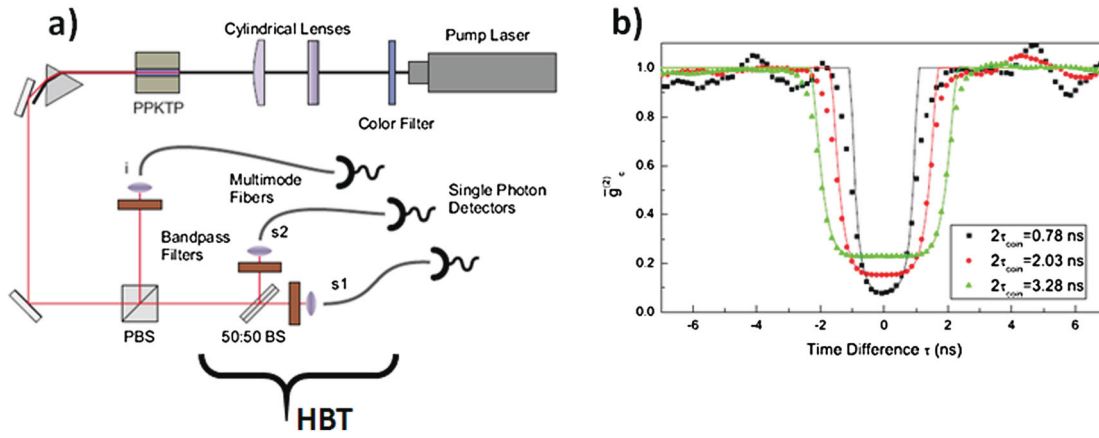 a)
Cylindrical Lenses
Pump Laser
PPKTP
Color Filter
i
Multimode
Fibers
Single Photon
Detectors
s2
Bandpass
Filters
s1
PBS
50:50 BS
HBT
b)
1.0
0.8
0.6
0.4
0.2
0.0
g̅(2)c
2τcoin=0.78 ns
2τcoin=2.03 ns
2τcoin=3.28 ns
-6 -4 -2 0 2 4 6
Time Difference τ (ns)